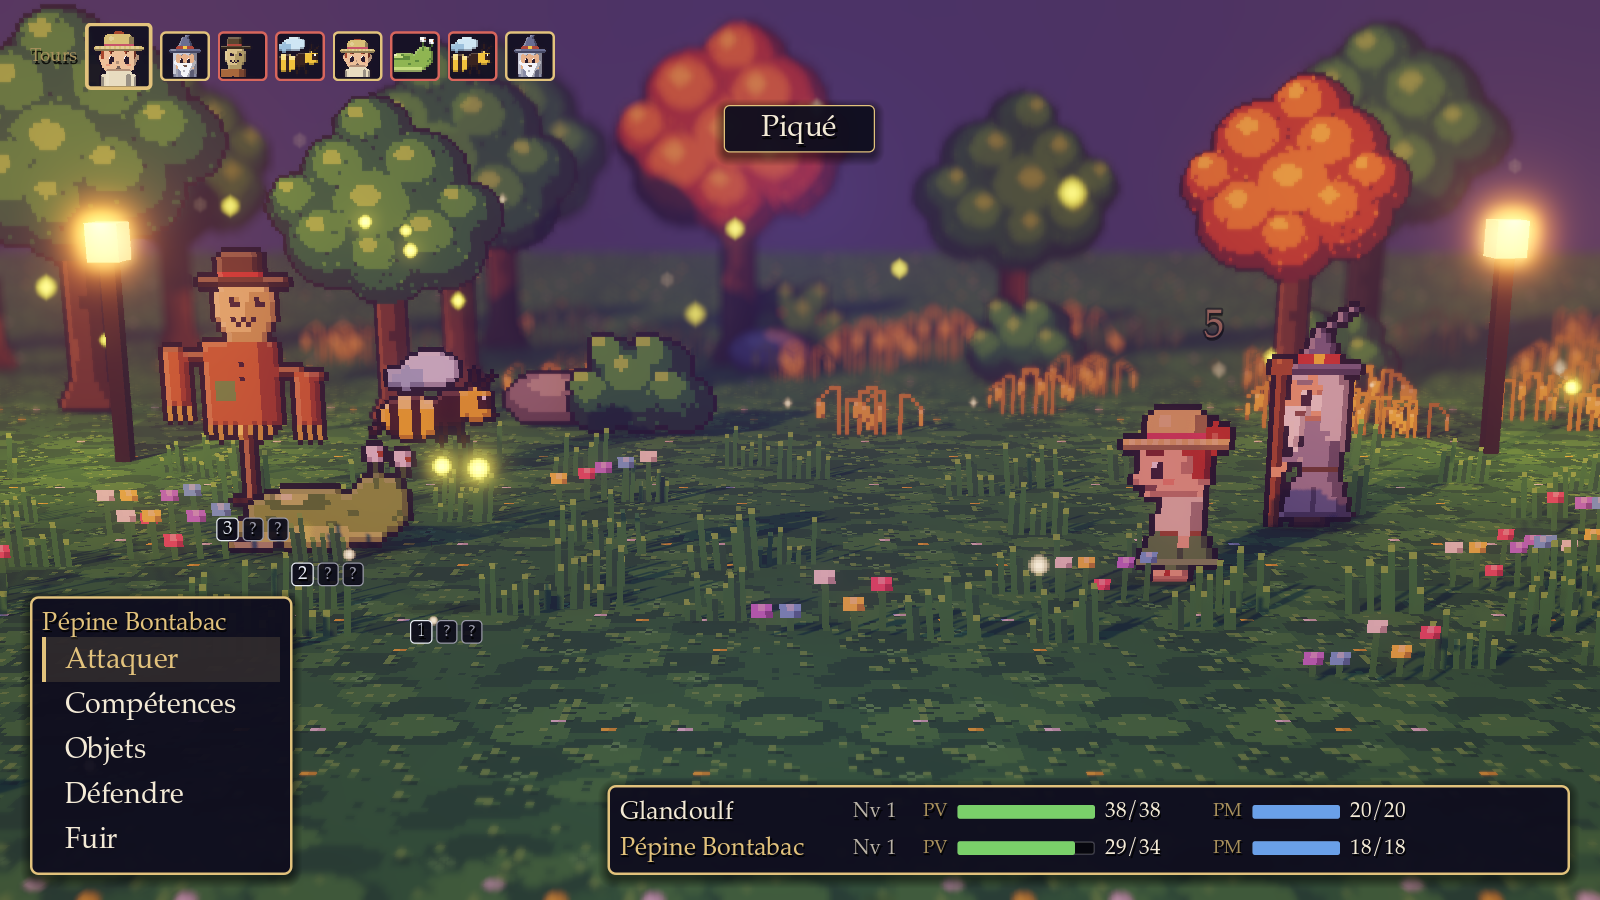 Tours
Piqué
5
3 ? ?
2 ? ?
1 ? ?
Pépine Bontabac
Attaquer
Compétences
Objets
Défendre
Fuir
Glandoulf Nv 1 PV 38/38 PM 20/20
Pépine Bontabac Nv 1 PV 29/34 PM 18/18